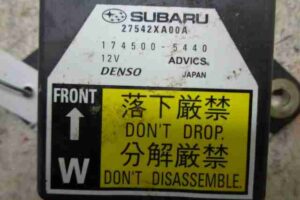 SUBARU
27542XA00A
174500-5440
12V ADVICS.
DENSO JAPAN
FRONT
落下厳禁
DON'T DROP.
分解厳禁
W
DON'T DISASSEMBLE.